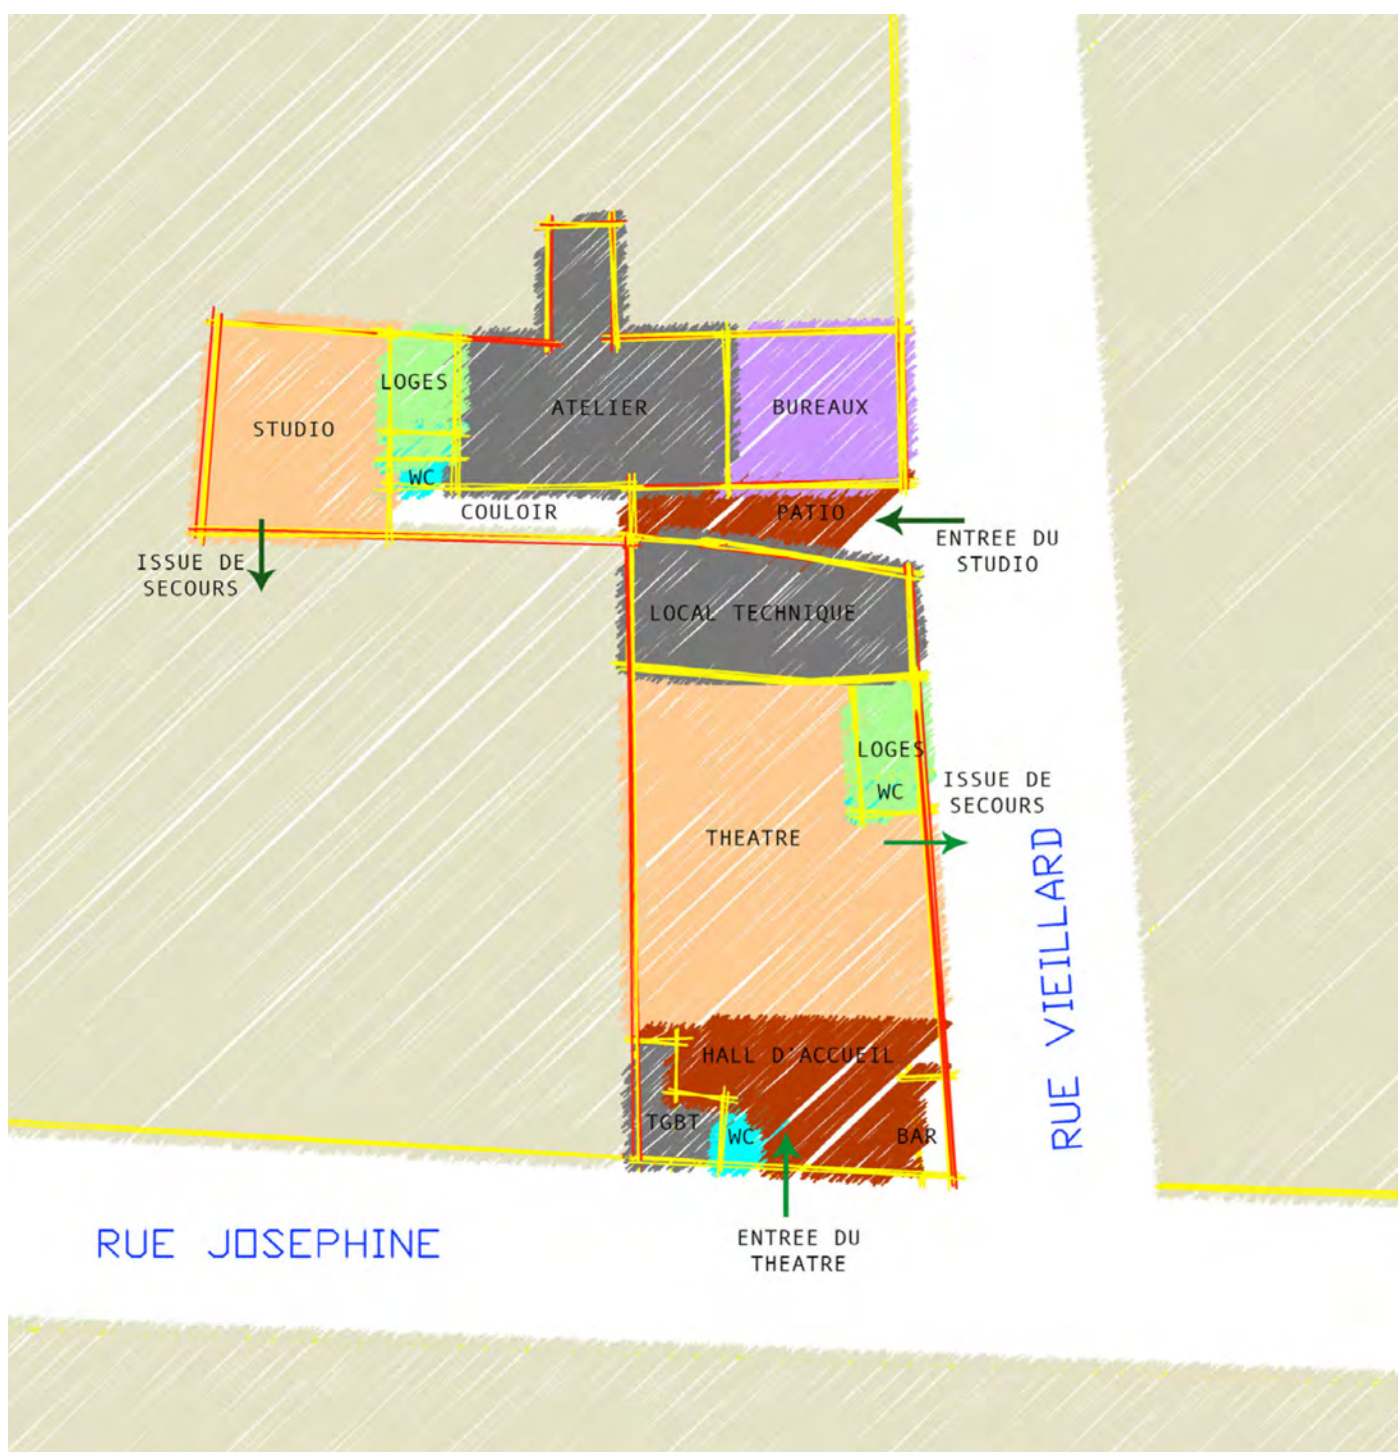 LOGES
ATELIER
BUREAUX
STUDIO
WC
COULOIR
PATIO
ENTREE DU
STUDIO
ISSUE DE
SECOURS
LOCAL TECHNIQUE
LOGES
WC
ISSUE DE
SECOURS
THEATRE
RUE VIEILLARD
HALL D'ACCUEIL
TGBT
WC
BAR
RUE JOSEPHINE
ENTREE DU
THEATRE